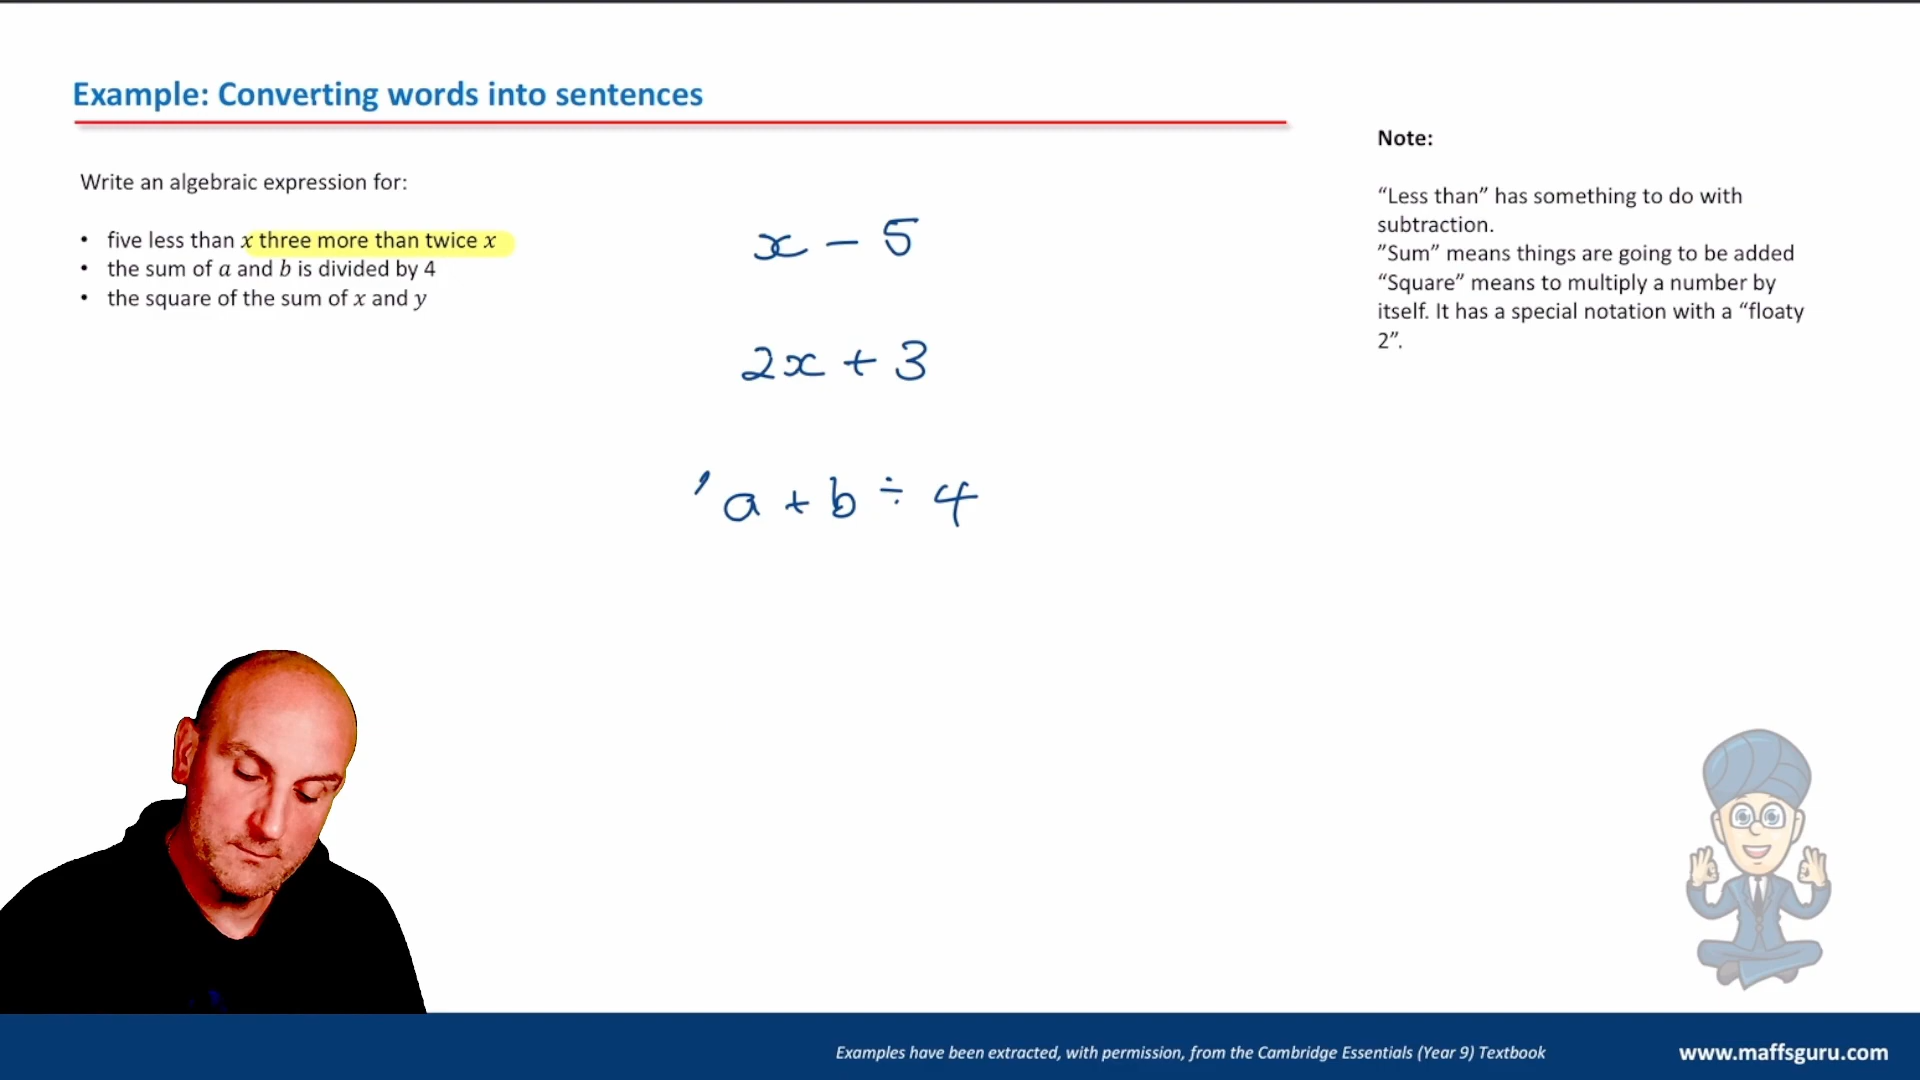 Example: Converting words into sentences
Write an algebraic expression for:
• five less than x three more than twice x
• the sum of a and b is divided by 4
• the square of the sum of x and y
x − 5
2x + 3
a + b ÷ 4
Note:
“Less than” has something to do with
subtraction.
”Sum” means things are going to be added
“Square” means to multiply a number by
itself. It has a special notation with a “floaty
2”.
Examples have been extracted, with permission, from the Cambridge Essentials (Year 9) Textbook
www.maffsguru.com